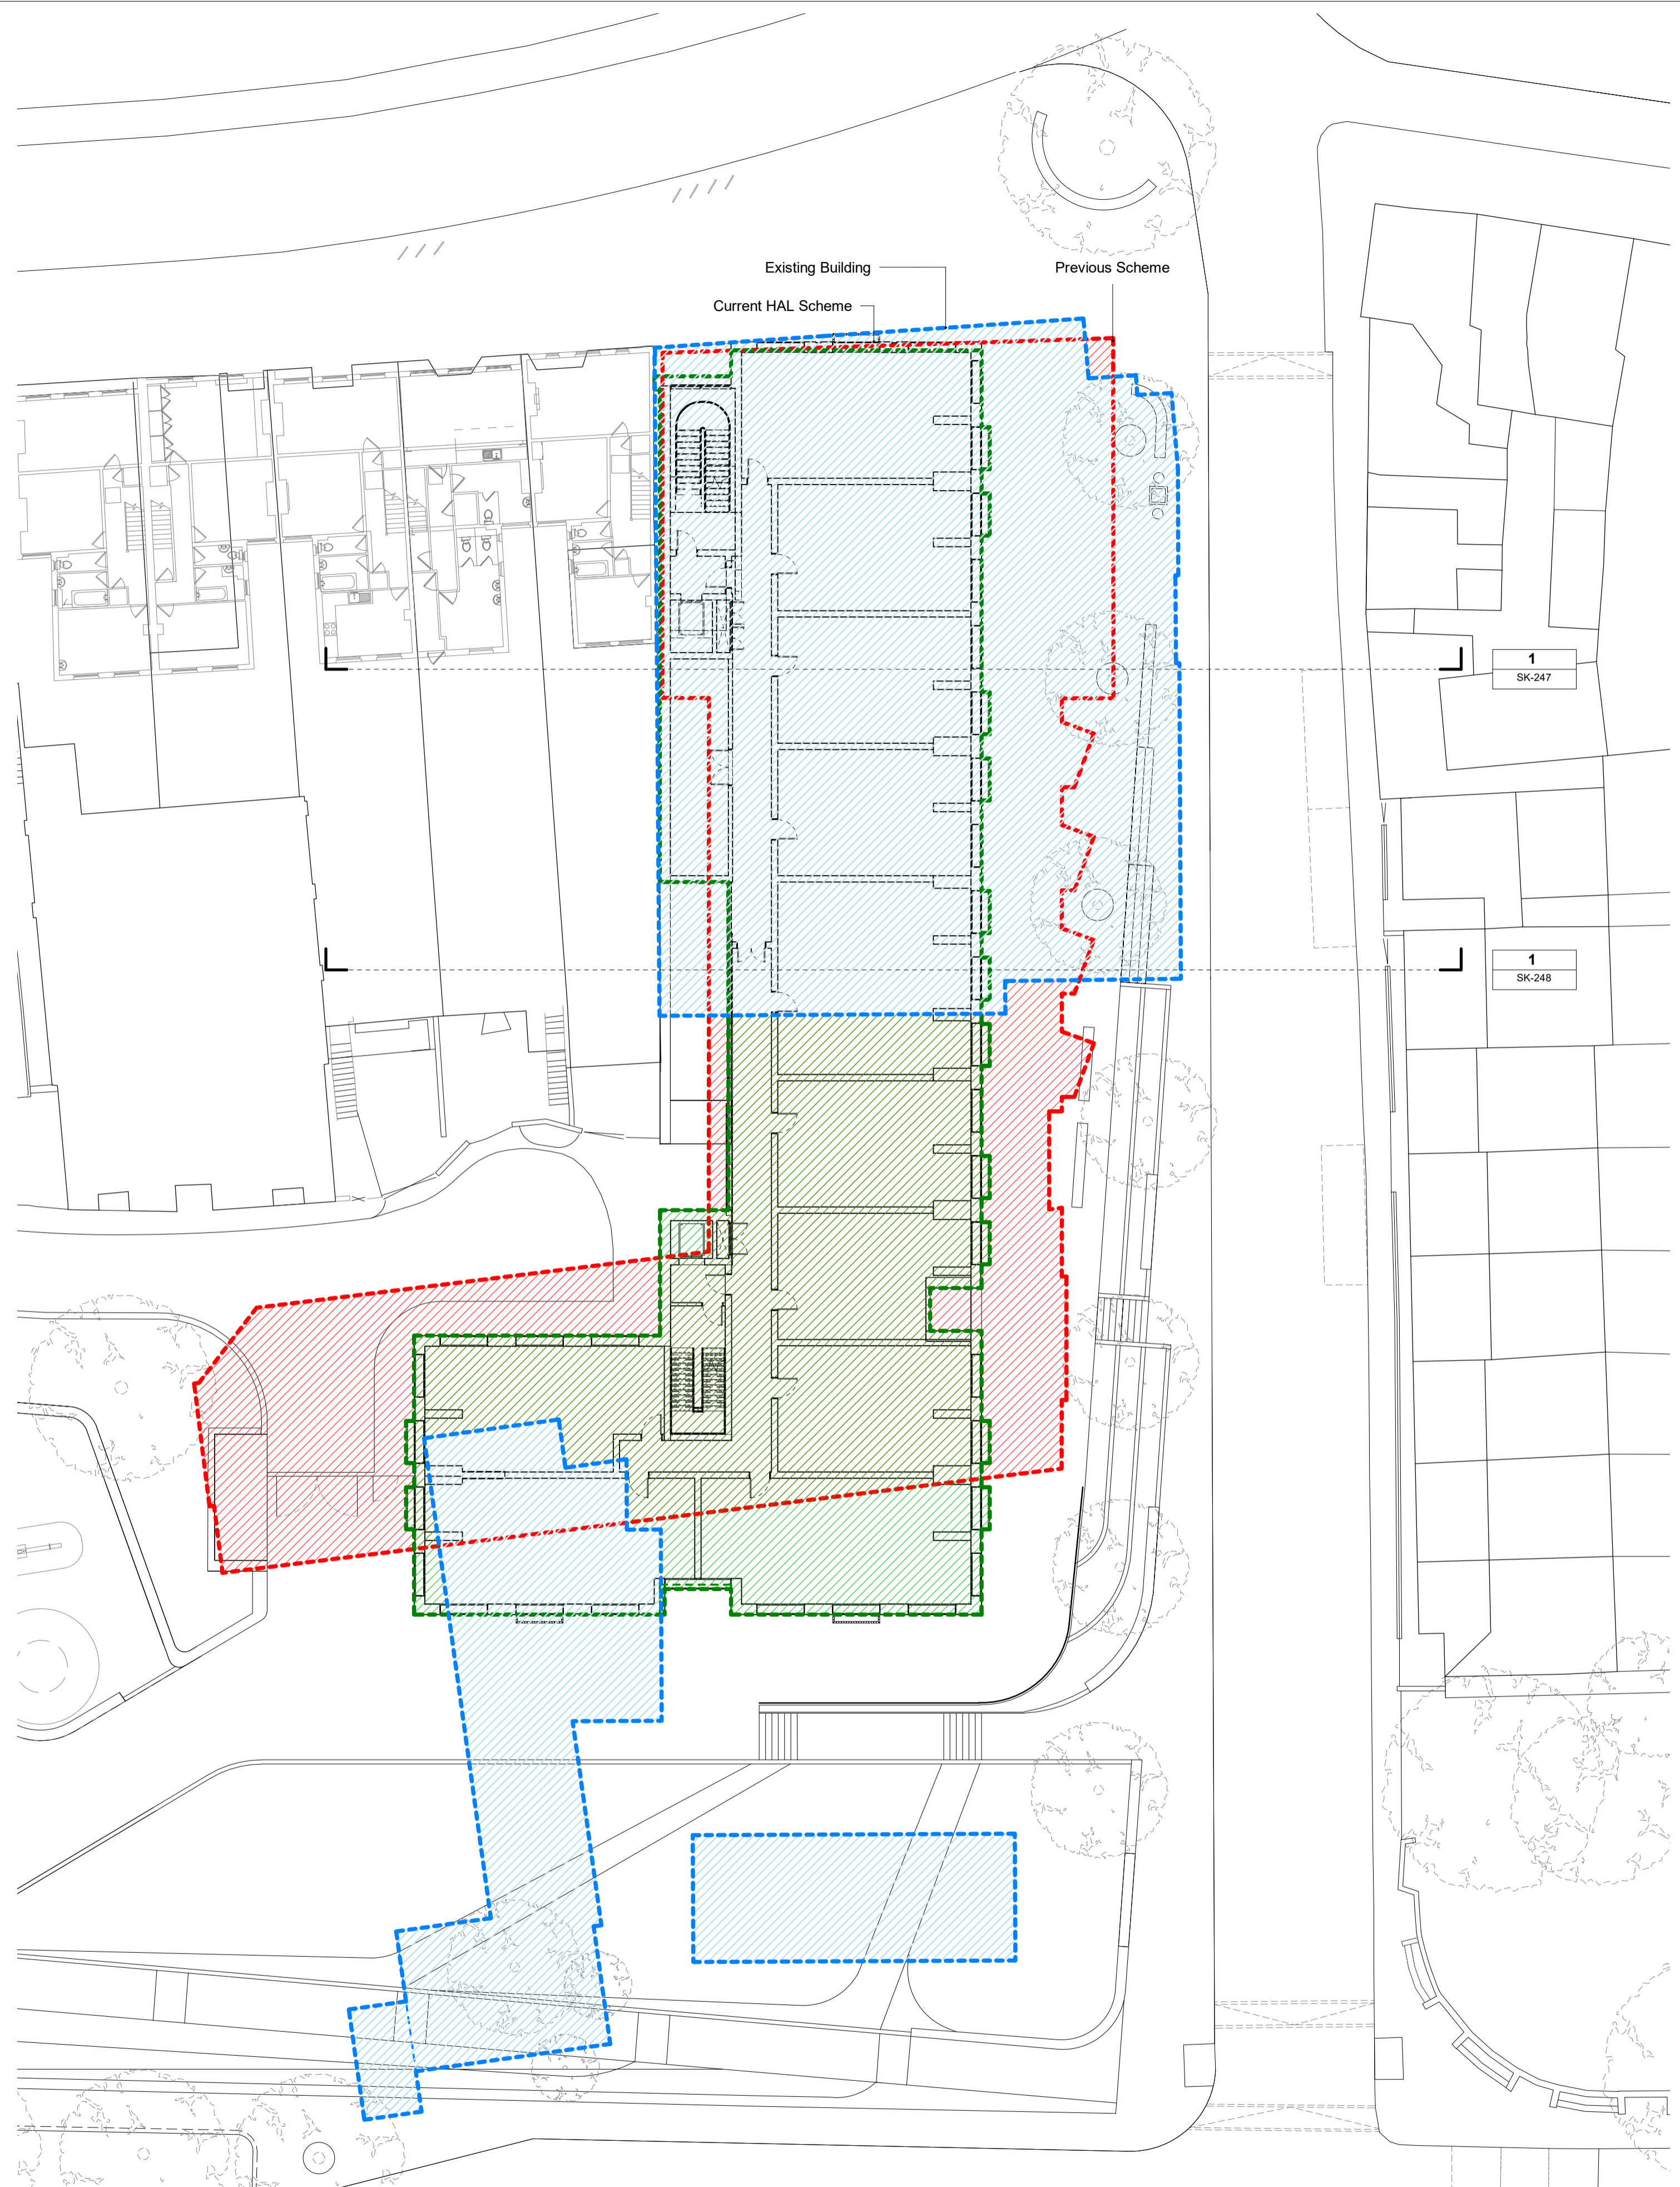 Existing Building
Previous Scheme
Current HAL Scheme
1
SK-247
1
SK-248